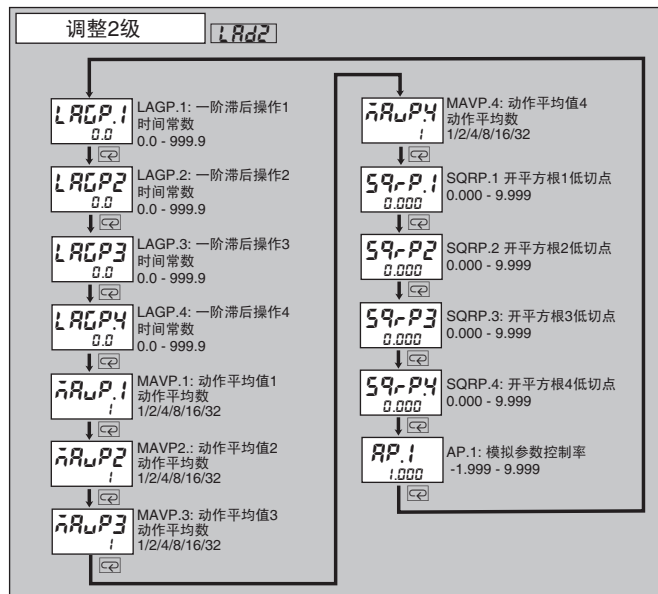 调整2级
LAd2
LAGP.1
0.0
LAGP.1: 一阶滞后操作1
时间常数
0.0 - 999.9
LAGP2
0.0
LAGP.2: 一阶滞后操作2
时间常数
0.0 - 999.9
LAGP3
0.0
LAGP.3: 一阶滞后操作3
时间常数
0.0 - 999.9
LAGP.4
0.0
LAGP.4: 一阶滞后操作4
时间常数
0.0 - 999.9
MAvP.1
1
MAVP.1: 动作平均值1
动作平均数
1/2/4/8/16/32
MAvP2
1
MAVP2.: 动作平均值2
动作平均数
1/2/4/8/16/32
MAvP3
1
MAVP.3: 动作平均值3
动作平均数
1/2/4/8/16/32
MAvP.4
1
MAVP.4: 动作平均值4
动作平均数
1/2/4/8/16/32
SqrP.1
0.000
SQRP.1 开平方根1低切点
0.000 - 9.999
SqrP2
0.000
SQRP.2 开平方根2低切点
0.000 - 9.999
SqrP3
0.000
SQRP.3: 开平方根3低切点
0.000 - 9.999
SqrP.4
0.000
SQRP.4: 开平方根4低切点
0.000 - 9.999
AP.1
1.000
AP.1: 模拟参数控制率
-1.999 - 9.999